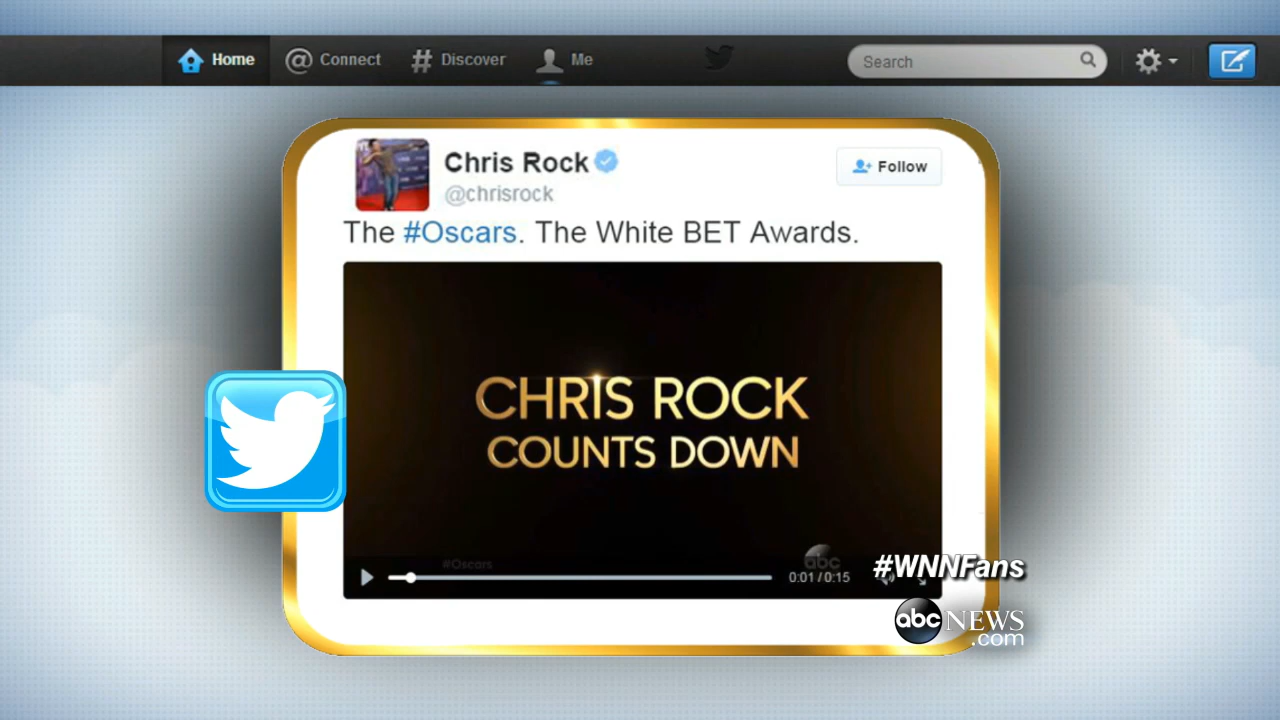 Home @ Connect # Discover Me Search
Chris Rock
@chrisrock
Follow
The #Oscars. The White BET Awards.
CHRIS ROCK
COUNTS DOWN
#Oscars
abc
0:01/0:15
#WNNFans
abc NEWS
.com